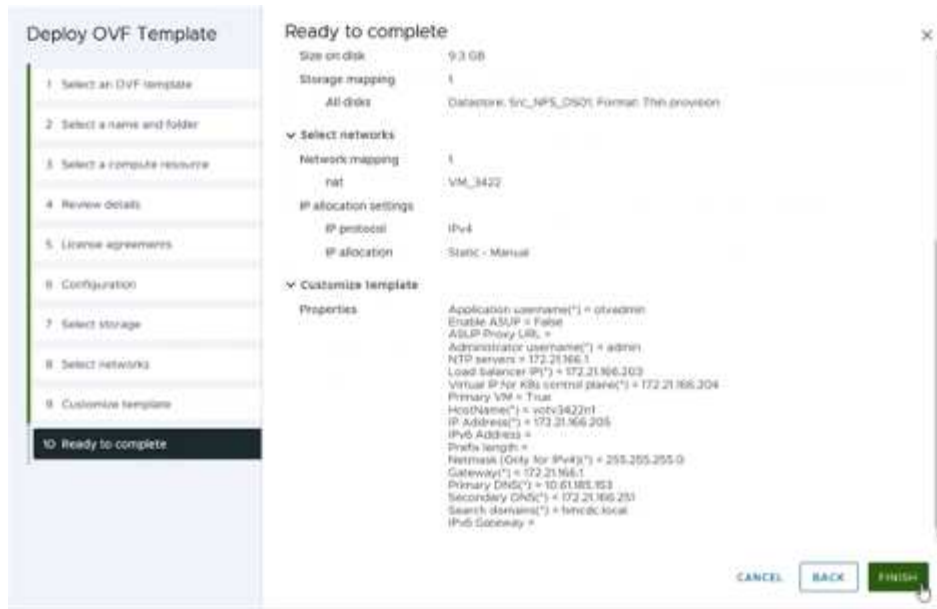 Deploy OVF Template
1 Select an OVF template
2 Select a name and folder
3 Select a compute resource
4 Review details
5 License agreements
6 Configuration
7 Select storage
8 Select networks
9 Customize template
10 Ready to complete
Ready to complete
Size on disk 9.3 GB
Storage mapping 1
All disks Datastore: Src_NFS_DS01; Format: Thin provision
Select networks
Network mapping 1
nat VM_3422
IP allocation settings
IP protocol IPv4
IP allocation Static - Manual
Customize template
Properties Application username(*) = otvadmin
Enable ASUP = False
ASUP Proxy URL =
Administrator username(*) = admin
NTP servers = 172.21.166.1
Load balancer IP(*) = 172.21.166.203
Virtual IP for K8s control plane(*) = 172.21.166.204
Primary VM = True
HostName(*) = votv3422n1
IP Address(*) = 172.21.166.205
IPv6 Address =
Prefix length =
Netmask (Only for IPv4)(*) = 255.255.255.0
Gateway(*) = 172.21.166.1
Primary DNS(*) = 10.61.185.153
Secondary DNS(*) = 172.21.166.251
Search domains(*) = hmcdc.local
IPv6 Gateway =
CANCEL BACK FINISH